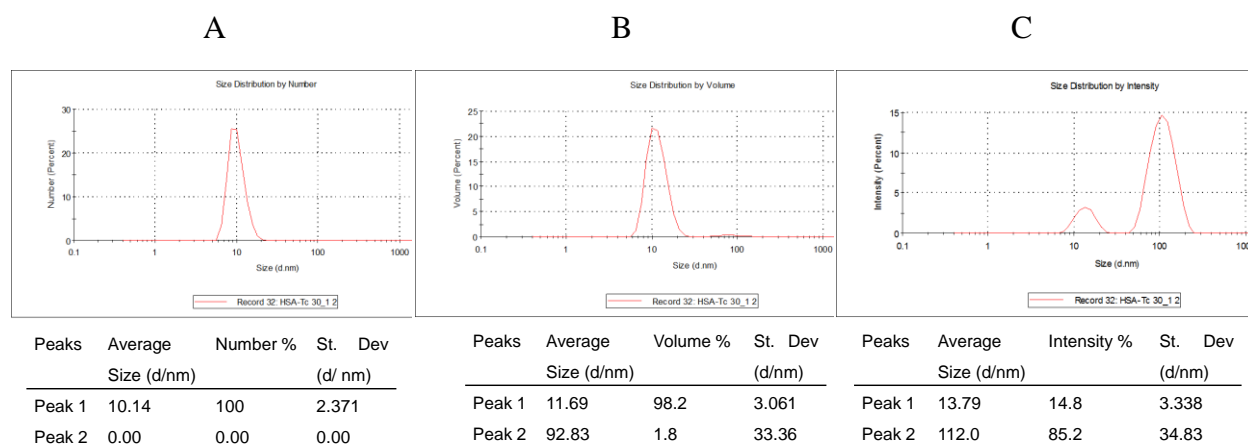 A
B
C
Size Distribution by Number
Number (Percent)
30
20
10
0
0.1 1 10 100 1000
Size (d.nm)
Record 32: HSA-Tc 30_1 2
Size Distribution by Volume
Volume (Percent)
25
20
15
10
5
0
0.1 1 10 100 1000
Size (d.nm)
Record 32: HSA-Tc 30_1 2
Size Distribution by Intensity
Intensity (Percent)
15
10
5
0
0.1 1 10 100 1000
Size (d.nm)
Record 32: HSA-Tc 30_1 2
Peaks Average Number % St. Dev
Size (d/nm) (d/ nm)
Peak 1 10.14 100 2.371
Peak 2 0.00 0.00 0.00
Peaks Average Volume % St. Dev
Size (d/nm) (d/nm)
Peak 1 11.69 98.2 3.061
Peak 2 92.83 1.8 33.36
Peaks Average Intensity % St. Dev
Size (d/nm) (d/nm)
Peak 1 13.79 14.8 3.338
Peak 2 112.0 85.2 34.83